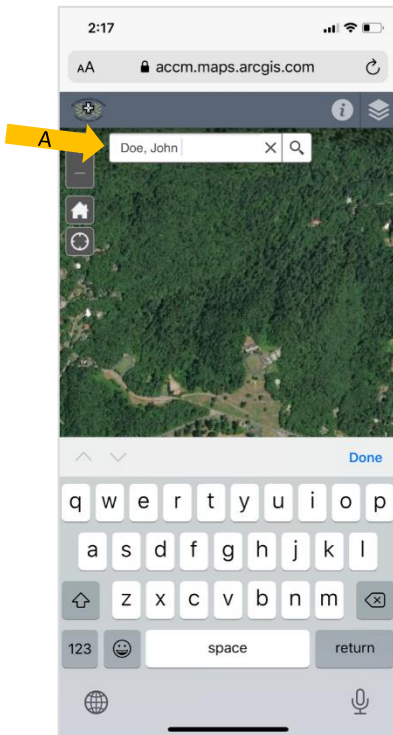 2:17
AA accm.maps.arcgis.com
A
Doe, John
Done
q w e r t y u i o p
a s d f g h j k l
z x c v b n m
123 space return